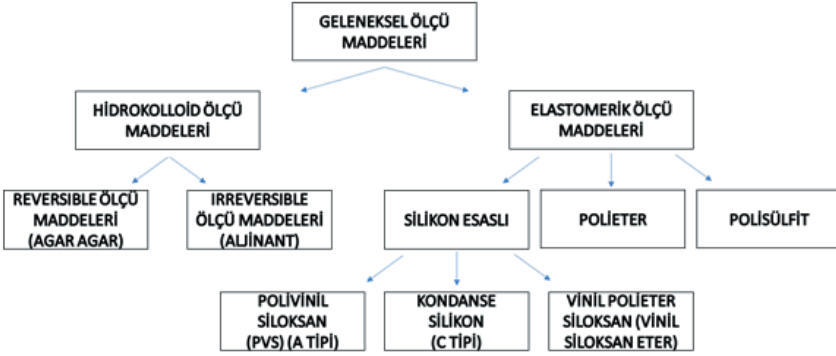 GELENEKSEL ÖLÇÜ
MADDELERİ
HİDROKOLLOİD ÖLÇÜ
MADDELERİ
ELASTOMERİK ÖLÇÜ
MADDELERİ
REVERSIBLE ÖLÇÜ
MADDELERİ
(AGAR AGAR)
IRREVERSIBLE
ÖLÇÜ MADDELERİ
(ALJİNANT)
SİLİKON ESASLI
POLİETER
POLİSÜLFİT
POLİVİNİL
SİLOKSAN
(PVS) (A TİPİ)
KONDANSE
SİLİKON
(C TİPİ)
VİNİL POLİETER
SİLOKSAN (VİNİL
SİLOKSAN ETER)